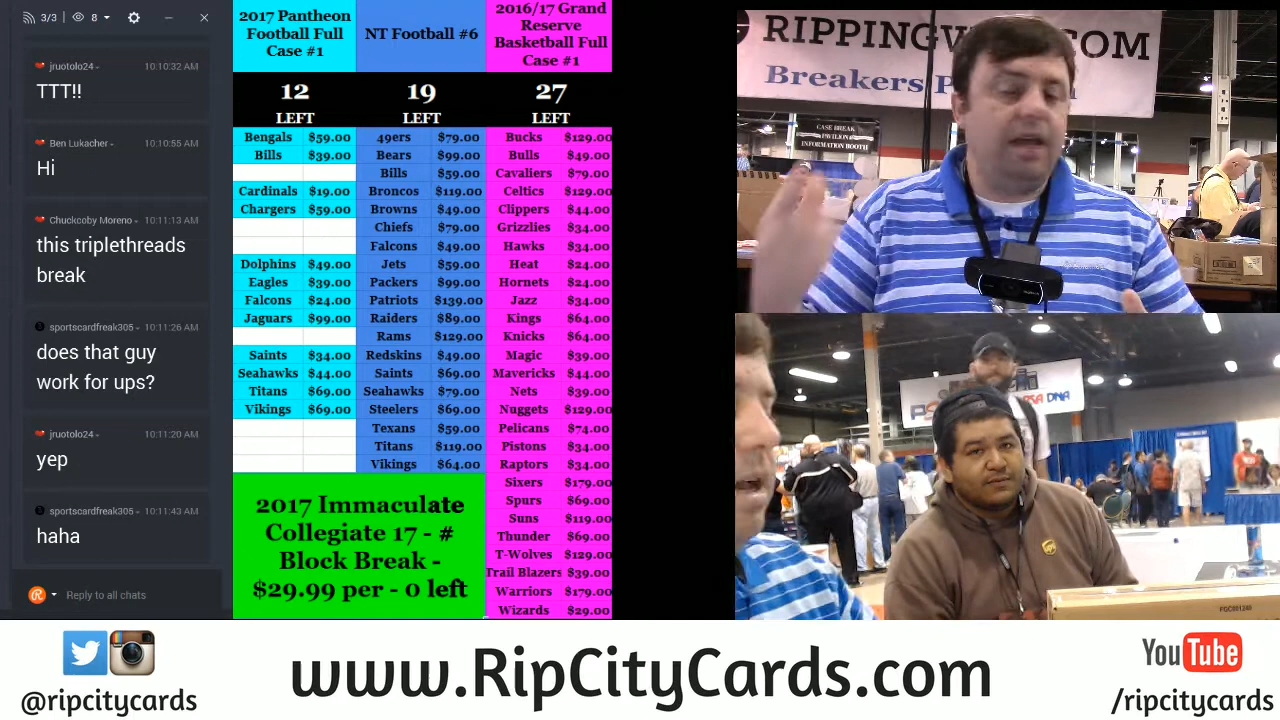 3/3 8
jruotolo24 10:10:32 AM
TTT!!
Ben Lukacher 10:10:55 AM
Hi
Chuckcoby Moreno 10:11:13 AM
this triplethreads
break
sportscardfreak305 10:11:26 AM
does that guy
work for ups?
jruotolo24 10:11:20 AM
yep
sportscardfreak305 10:11:43 AM
haha
Reply to all chats
2017 Pantheon
Football Full
Case #1
12
LEFT
Bengals $59.00
Bills $39.00
Cardinals $19.00
Chargers $59.00
Dolphins $49.00
Eagles $39.00
Falcons $24.00
Jaguars $99.00
Saints $34.00
Seahawks $44.00
Titans $69.00
Vikings $69.00
NT Football #6
19
LEFT
49ers $79.00
Bears $99.00
Bills $59.00
Broncos $119.00
Browns $49.00
Chiefs $79.00
Falcons $49.00
Jets $59.00
Packers $99.00
Patriots $139.00
Raiders $89.00
Rams $129.00
Redskins $49.00
Saints $69.00
Seahawks $79.00
Steelers $69.00
Texans $59.00
Titans $119.00
Vikings $64.00
2016/17 Grand
Reserve
Basketball Full
Case #1
27
LEFT
Bucks $129.00
Bulls $49.00
Cavaliers $79.00
Celtics $129.00
Clippers $44.00
Grizzlies $34.00
Hawks $34.00
Heat $24.00
Hornets $24.00
Jazz $34.00
Kings $64.00
Knicks $64.00
Magic $39.00
Mavericks $44.00
Nets $39.00
Nuggets $129.00
Pelicans $74.00
Pistons $34.00
Raptors $34.00
Sixers $179.00
Spurs $69.00
Suns $119.00
Thunder $69.00
T-Wolves $129.00
Trail Blazers $39.00
Warriors $179.00
Wizards $29.00
2017 Immaculate
Collegiate 17 - #
Block Break -
$29.99 per - 0 left
RIPPINGW .COM
Breakers P
CASE BREAK
PAVILION
INFORMATION BOOTH
PSA DNA
ups
@ripcitycards
www.RipCityCards.com
YouTube
/ripcitycards